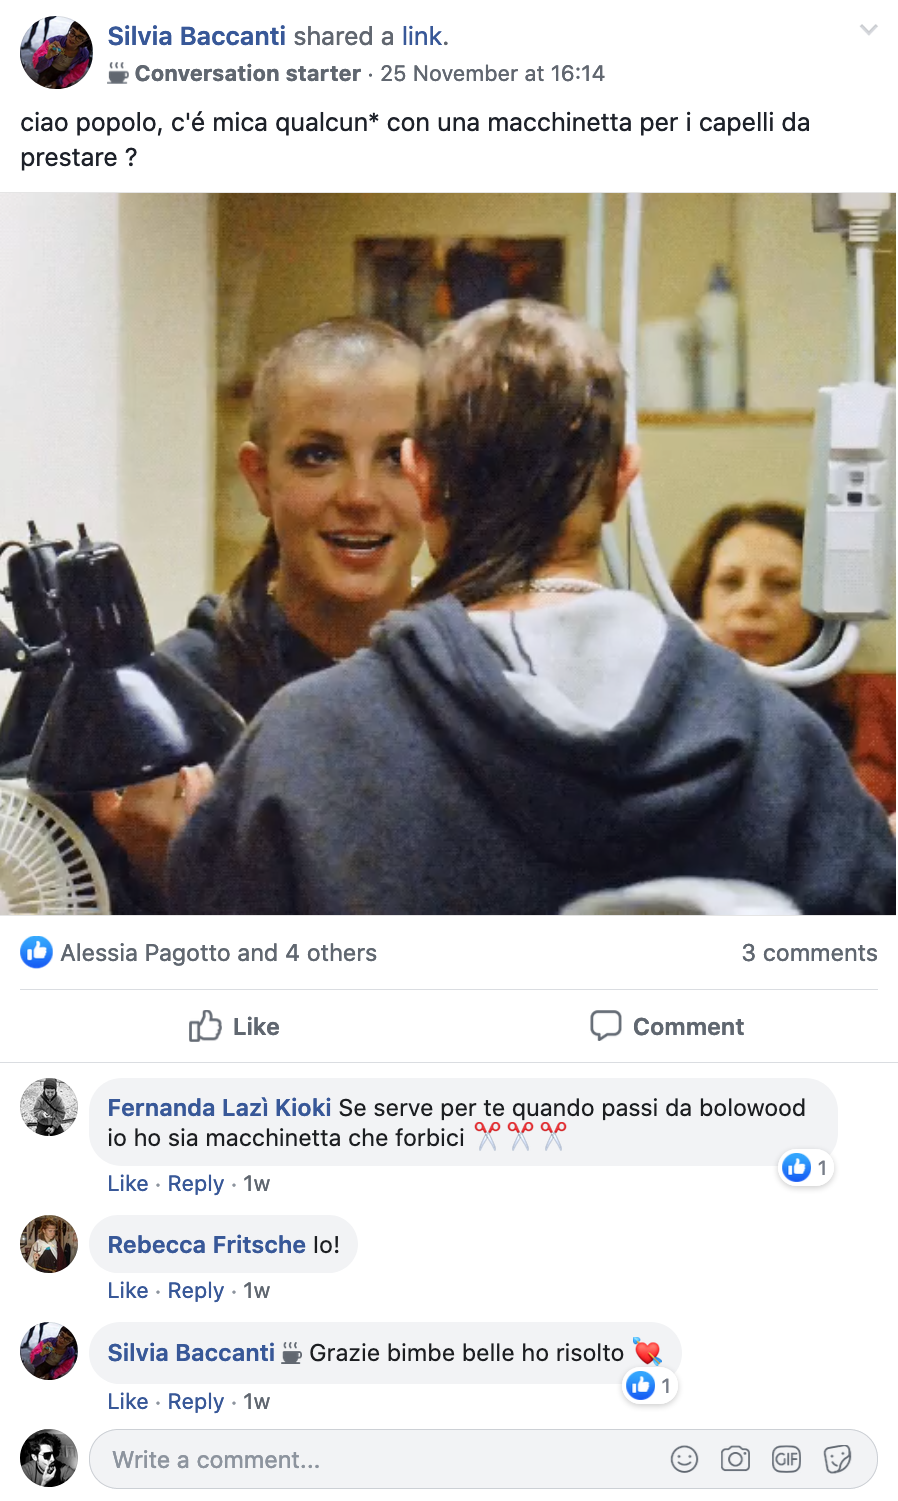 Silvia Baccanti shared a link.
Conversation starter · 25 November at 16:14
ciao popolo, c'é mica qualcun* con una macchinetta per i capelli da
prestare ?
Alessia Pagotto and 4 others 3 comments
Like Comment
Fernanda Lazì Kioki Se serve per te quando passi da bolowood
io ho sia macchinetta che forbici
1
Like · Reply · 1w
Rebecca Fritsche Io!
Like · Reply · 1w
Silvia Baccanti Grazie bimbe belle ho risolto 💘
1
Like · Reply · 1w
Write a comment...
GIF